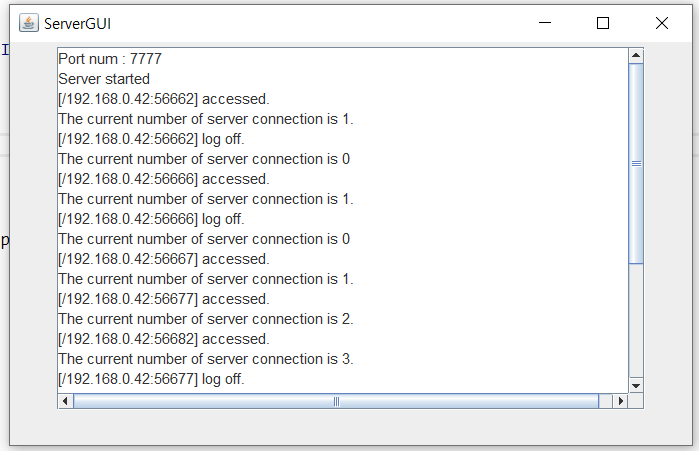 ServerGUI
Port num : 7777
Server started
[/192.168.0.42:56662] accessed.
The current number of server connection is 1.
[/192.168.0.42:56662] log off.
The current number of server connection is 0
[/192.168.0.42:56666] accessed.
The current number of server connection is 1.
[/192.168.0.42:56666] log off.
The current number of server connection is 0
[/192.168.0.42:56667] accessed.
The current number of server connection is 1.
[/192.168.0.42:56677] accessed.
The current number of server connection is 2.
[/192.168.0.42:56682] accessed.
The current number of server connection is 3.
[/192.168.0.42:56677] log off.